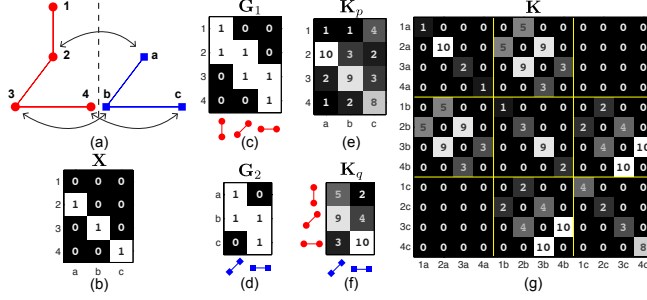 1
2
3
4
a
b
c
(a)
X
1 0 0 0
2 1 0 0
3 0 1 0
4 0 0 1
a b c
(b)
G1
1 1 0 0
2 1 1 0
3 0 1 1
4 0 0 1
(c)
G2
a 1 0
b 1 1
c 0 1
(d)
Kp
1 1 1 4
2 10 3 2
3 1 9 3
4 1 2 8
a b c
(e)
Kq
5 2
9 4
3 10
(f)
K
1a 1 0 0 0 0 5 0 0 0 0 0 0
2a 0 10 0 0 5 0 9 0 0 0 0 0
3a 0 0 2 0 0 9 0 3 0 0 0 0
4a 0 0 0 1 0 0 3 0 0 0 0 0
1b 0 5 0 0 1 0 0 0 0 2 0 0
2b 5 0 9 0 0 3 0 0 2 0 4 0
3b 0 9 0 3 0 0 9 0 0 4 0 10
4b 0 0 3 0 0 0 0 2 0 0 10 0
1c 0 0 0 0 0 2 0 0 4 0 0 0
2c 0 0 0 0 2 0 4 0 0 2 0 0
3c 0 0 0 0 0 4 0 10 0 0 3 0
4c 0 0 0 0 0 0 10 0 0 0 0 8
1a 2a 3a 4a 1b 2b 3b 4b 1c 2c 3c 4c
(g)